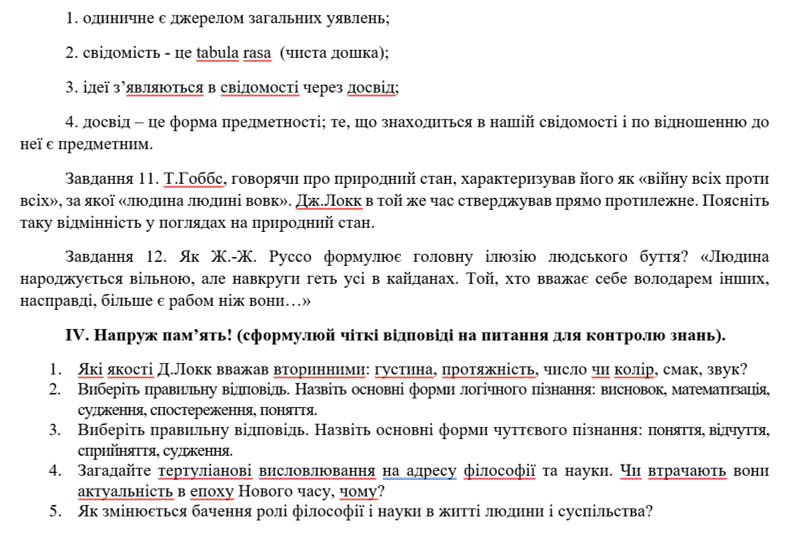 1. одиничне є джерелом загальних уявлень;
2. свідомість - це tabula rasa (чиста дошка);
3. ідеї з’являються в свідомості через досвід;
4. досвід – це форма предметності; те, що знаходиться в нашій свідомості і по відношенню до
неї є предметним.
Завдання 11. Т.Гоббс, говорячи про природний стан, характеризував його як «війну всіх проти
всіх», за якої «людина людині вовк». Дж.Локк в той же час стверджував прямо протилежне. Поясніть
таку відмінність у поглядах на природний стан.
Завдання 12. Як Ж.-Ж. Руссо формулює головну ілюзію людського буття? «Людина
народжується вільною, але навкруги геть усі в кайданах. Той, хто вважає себе володарем інших,
насправді, більше є рабом ніж вони…»
IV. Напруж пам’ять! (сформулюй чіткі відповіді на питання для контролю знань).
1. Які якості Д.Локк вважав вторинними: густина, протяжність, число чи колір, смак, звук?
2. Виберіть правильну відповідь. Назвіть основні форми логічного пізнання: висновок, математизація,
судження, спостереження, поняття.
3. Виберіть правильну відповідь. Назвіть основні форми чуттєвого пізнання: поняття, відчуття,
сприйняття, судження.
4. Загадайте тертуліанові висловлювання на адресу філософії та науки. Чи втрачають вони
актуальність в епоху Нового часу, чому?
5. Як змінюється бачення ролі філософії і науки в житті людини і суспільства?